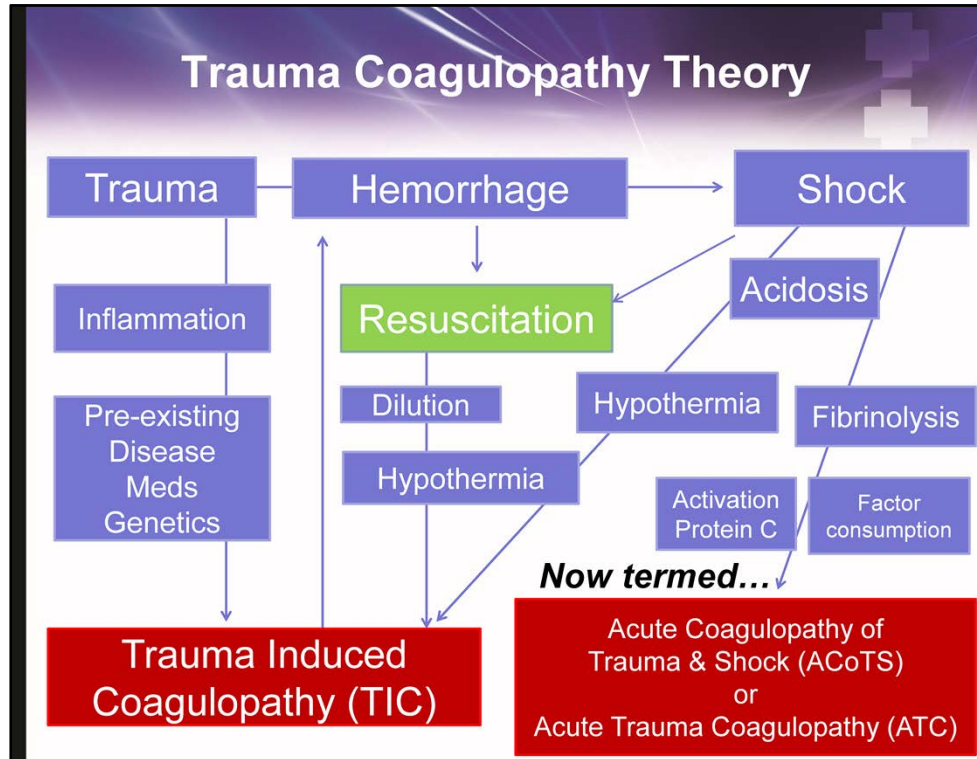 Trauma Coagulopathy Theory
Trauma
Hemorrhage
Shock
Inflammation
Resuscitation
Acidosis
Pre-existing
Disease
Meds
Genetics
Dilution
Hypothermia
Hypothermia
Fibrinolysis
Activation
Protein C
Factor
consumption
Now termed...
Trauma Induced
Coagulopathy (TIC)
Acute Coagulopathy of
Trauma & Shock (ACoTS)
or
Acute Trauma Coagulopathy (ATC)